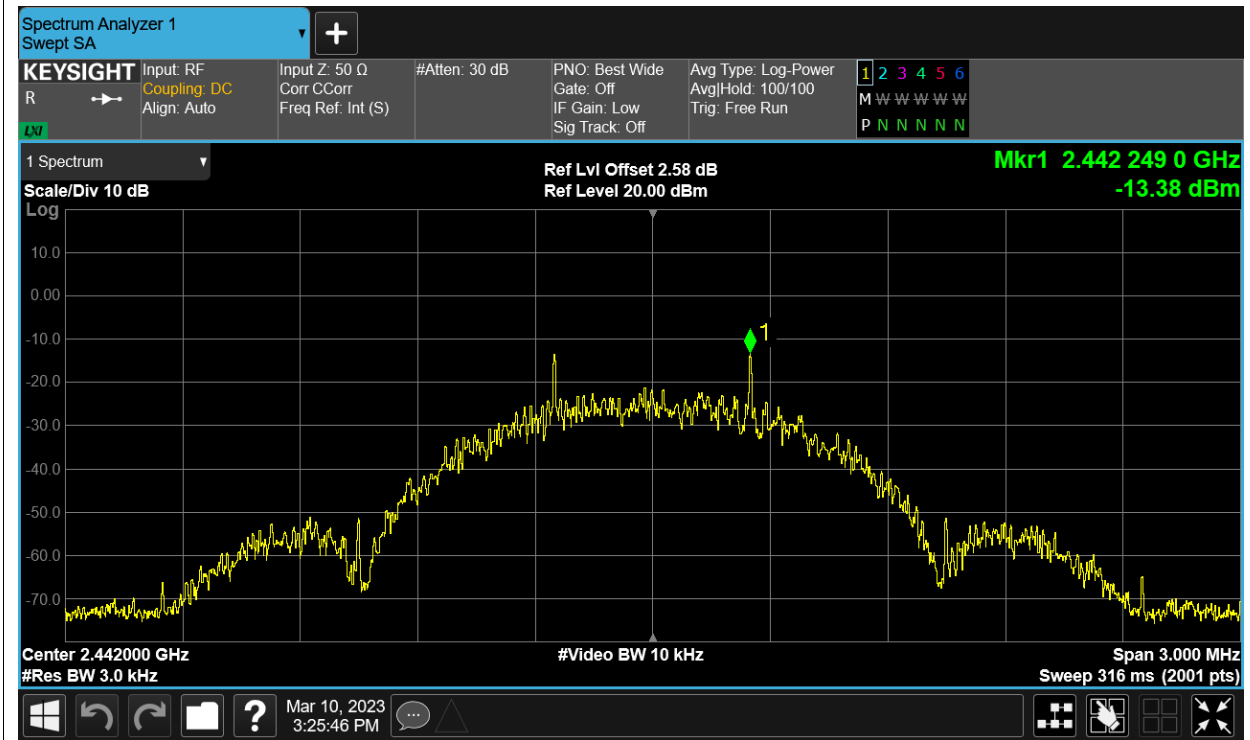 Spectrum Analyzer 1
Swept SA
KEYSIGHT
R
LXI
Input: RF
Coupling: DC
Align: Auto
Input Z: 50 Ω
Corr CCorr
Freq Ref: Int (S)
#Atten: 30 dB
PNO: Best Wide
Gate: Off
IF Gain: Low
Sig Track: Off
Avg Type: Log-Power
Avg|Hold: 100/100
Trig: Free Run
1 2 3 4 5 6
M W W W W W
P N N N N N
1 Spectrum
Scale/Div 10 dB
Ref Lvl Offset 2.58 dB
Ref Level 20.00 dBm
Mkr1 2.442 249 0 GHz
-13.38 dBm
Log
10.0
0.00
-10.0
-20.0
-30.0
-40.0
-50.0
-60.0
-70.0
1
Center 2.442000 GHz
#Res BW 3.0 kHz
#Video BW 10 kHz
Span 3.000 MHz
Sweep 316 ms (2001 pts)
?
Mar 10, 2023
3:25:46 PM